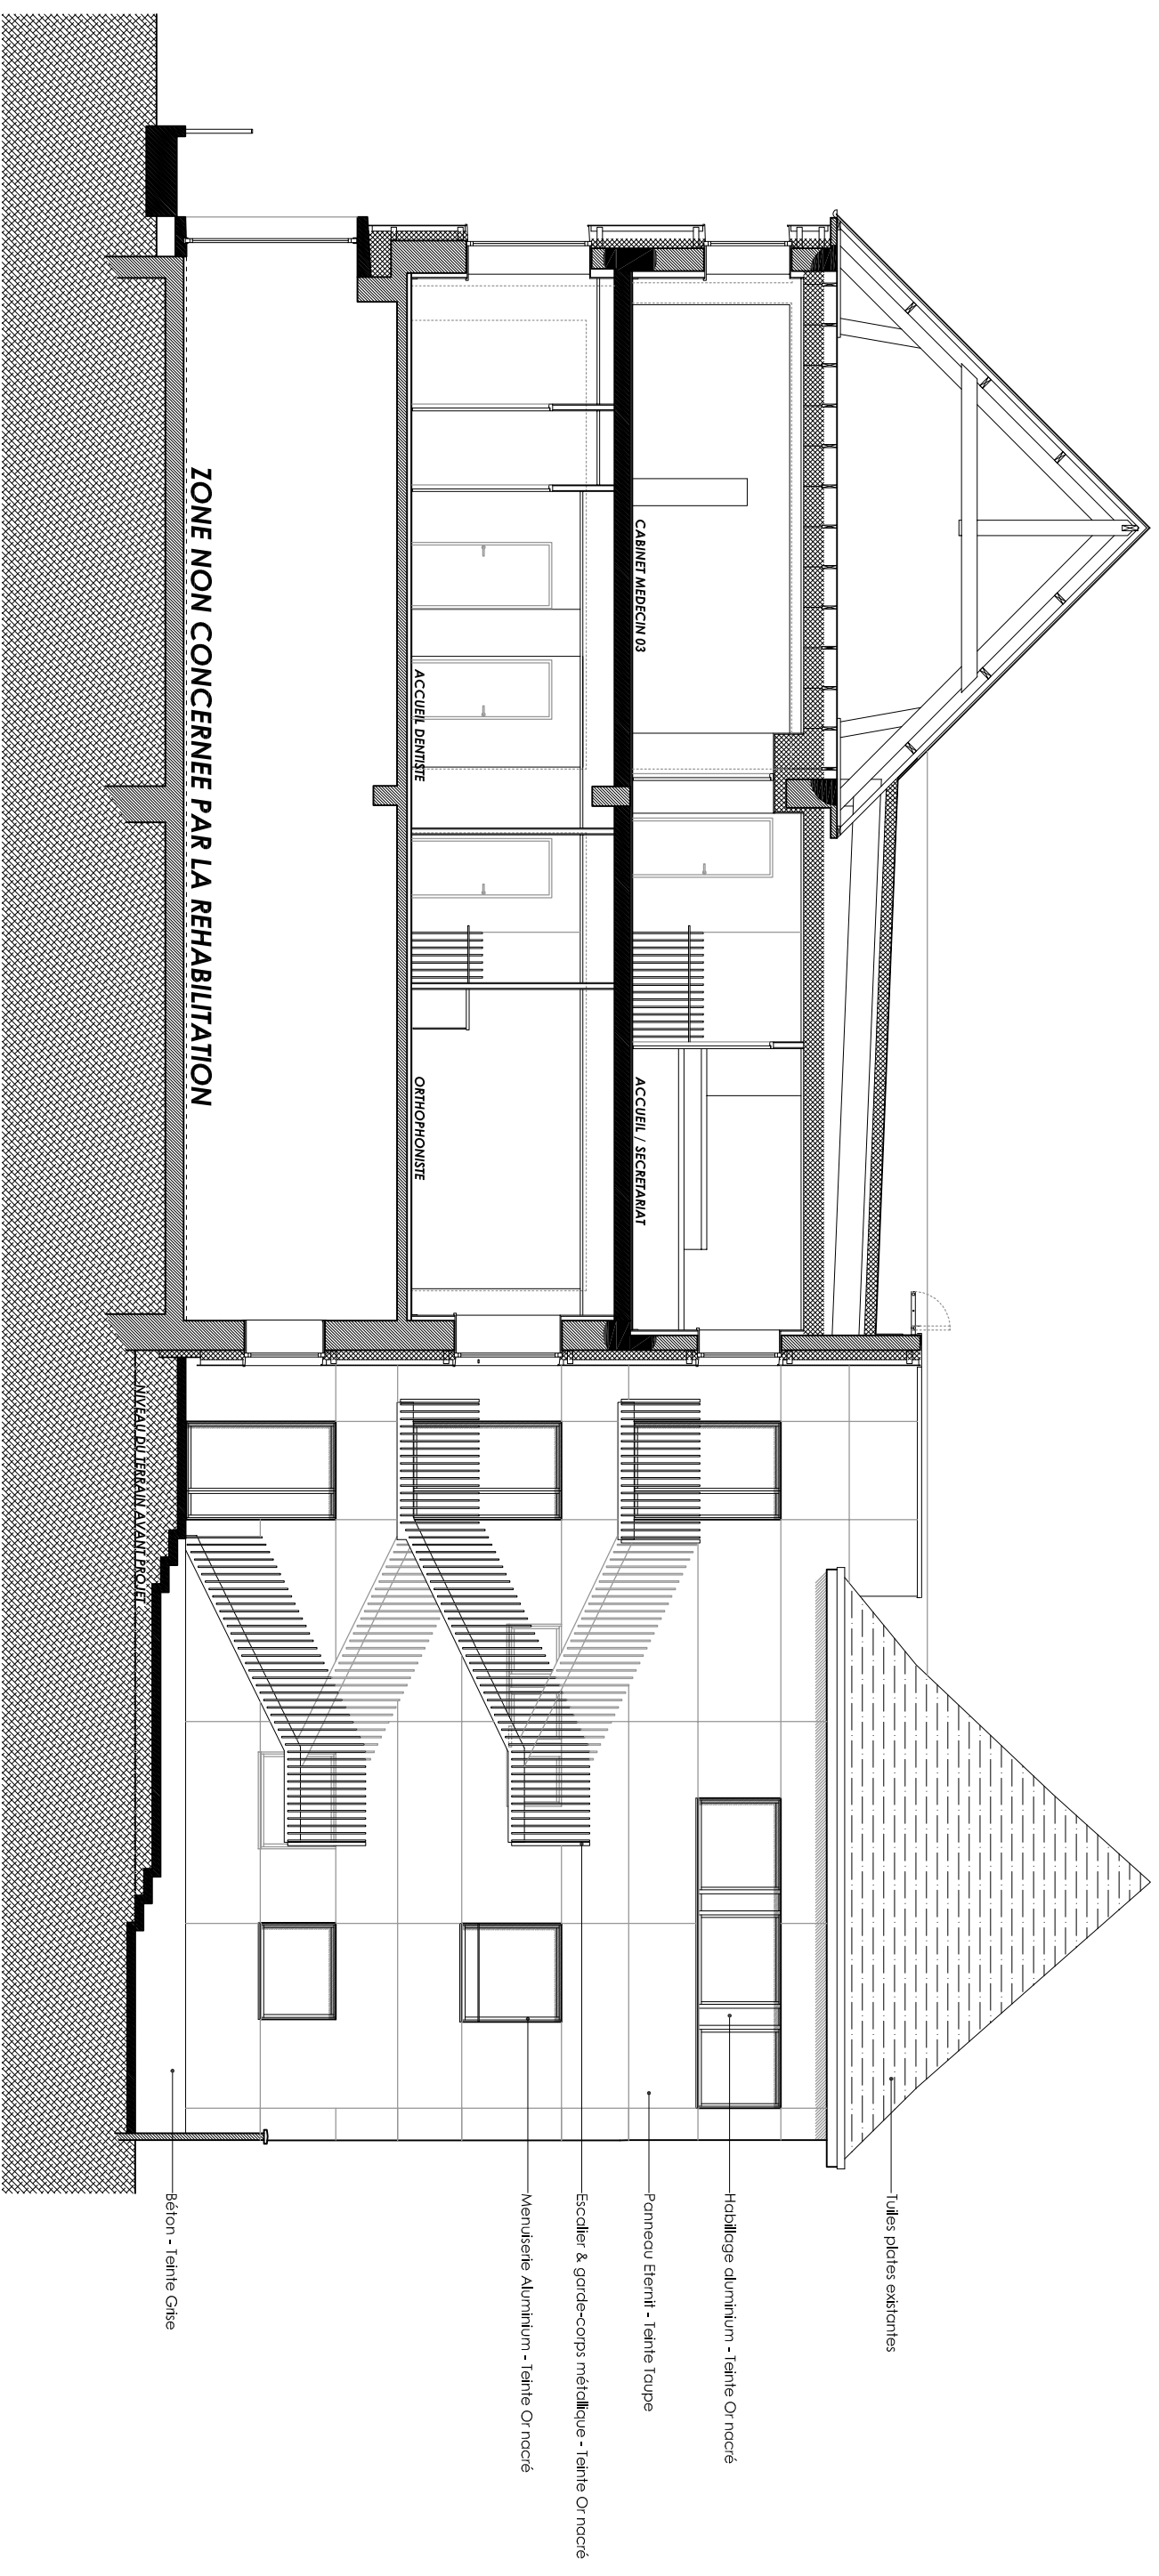 Tuiles plates existantes
Habillage aluminium - Teinte Or nacré
Panneau Eternit - Teinte Taupe
Escalier & garde-corps métallique - Teinte Or nacré
Menuiserie Aluminium - Teinte Or nacré
Béton - Teinte Grise
CABINET MEDECIN 03
ACCUEIL / SECRETARIAT
ACCUEIL DENTISTE
ORTHOPHONISTE
ZONE NON CONCERNEE PAR LA REHABILITATION
NIVEAU DU TERRAIN AVANT PROJET